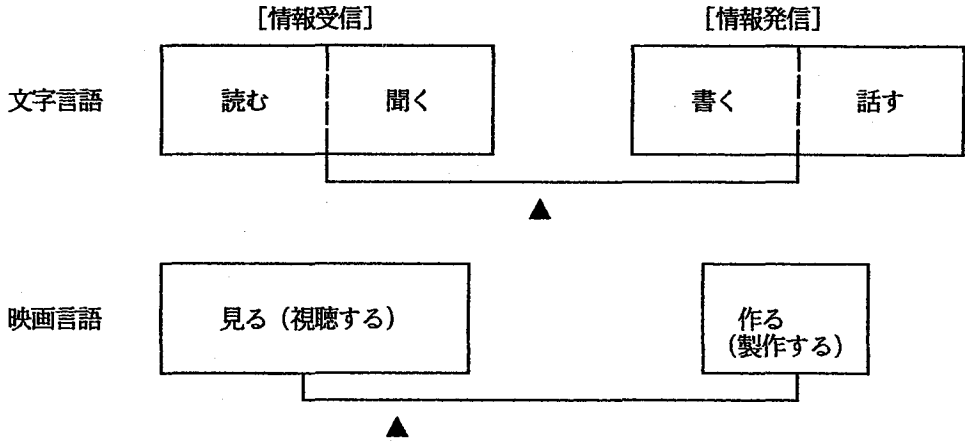 [情報受信] [情報発信]
文字言語 読む 聞く 書く 話す
映画言語 見る（視聴する） 作る
（製作する）